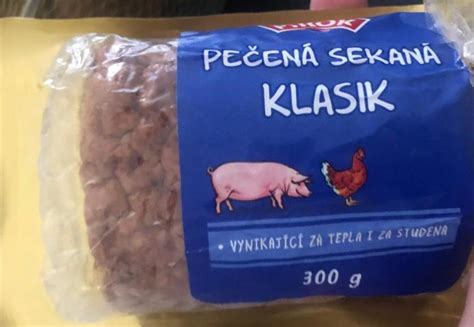 PEČENÁ SEKANÁ
KLASIK
• VYNIKAJÍCÍ ZA TEPLA I ZA STUDENA
300 g